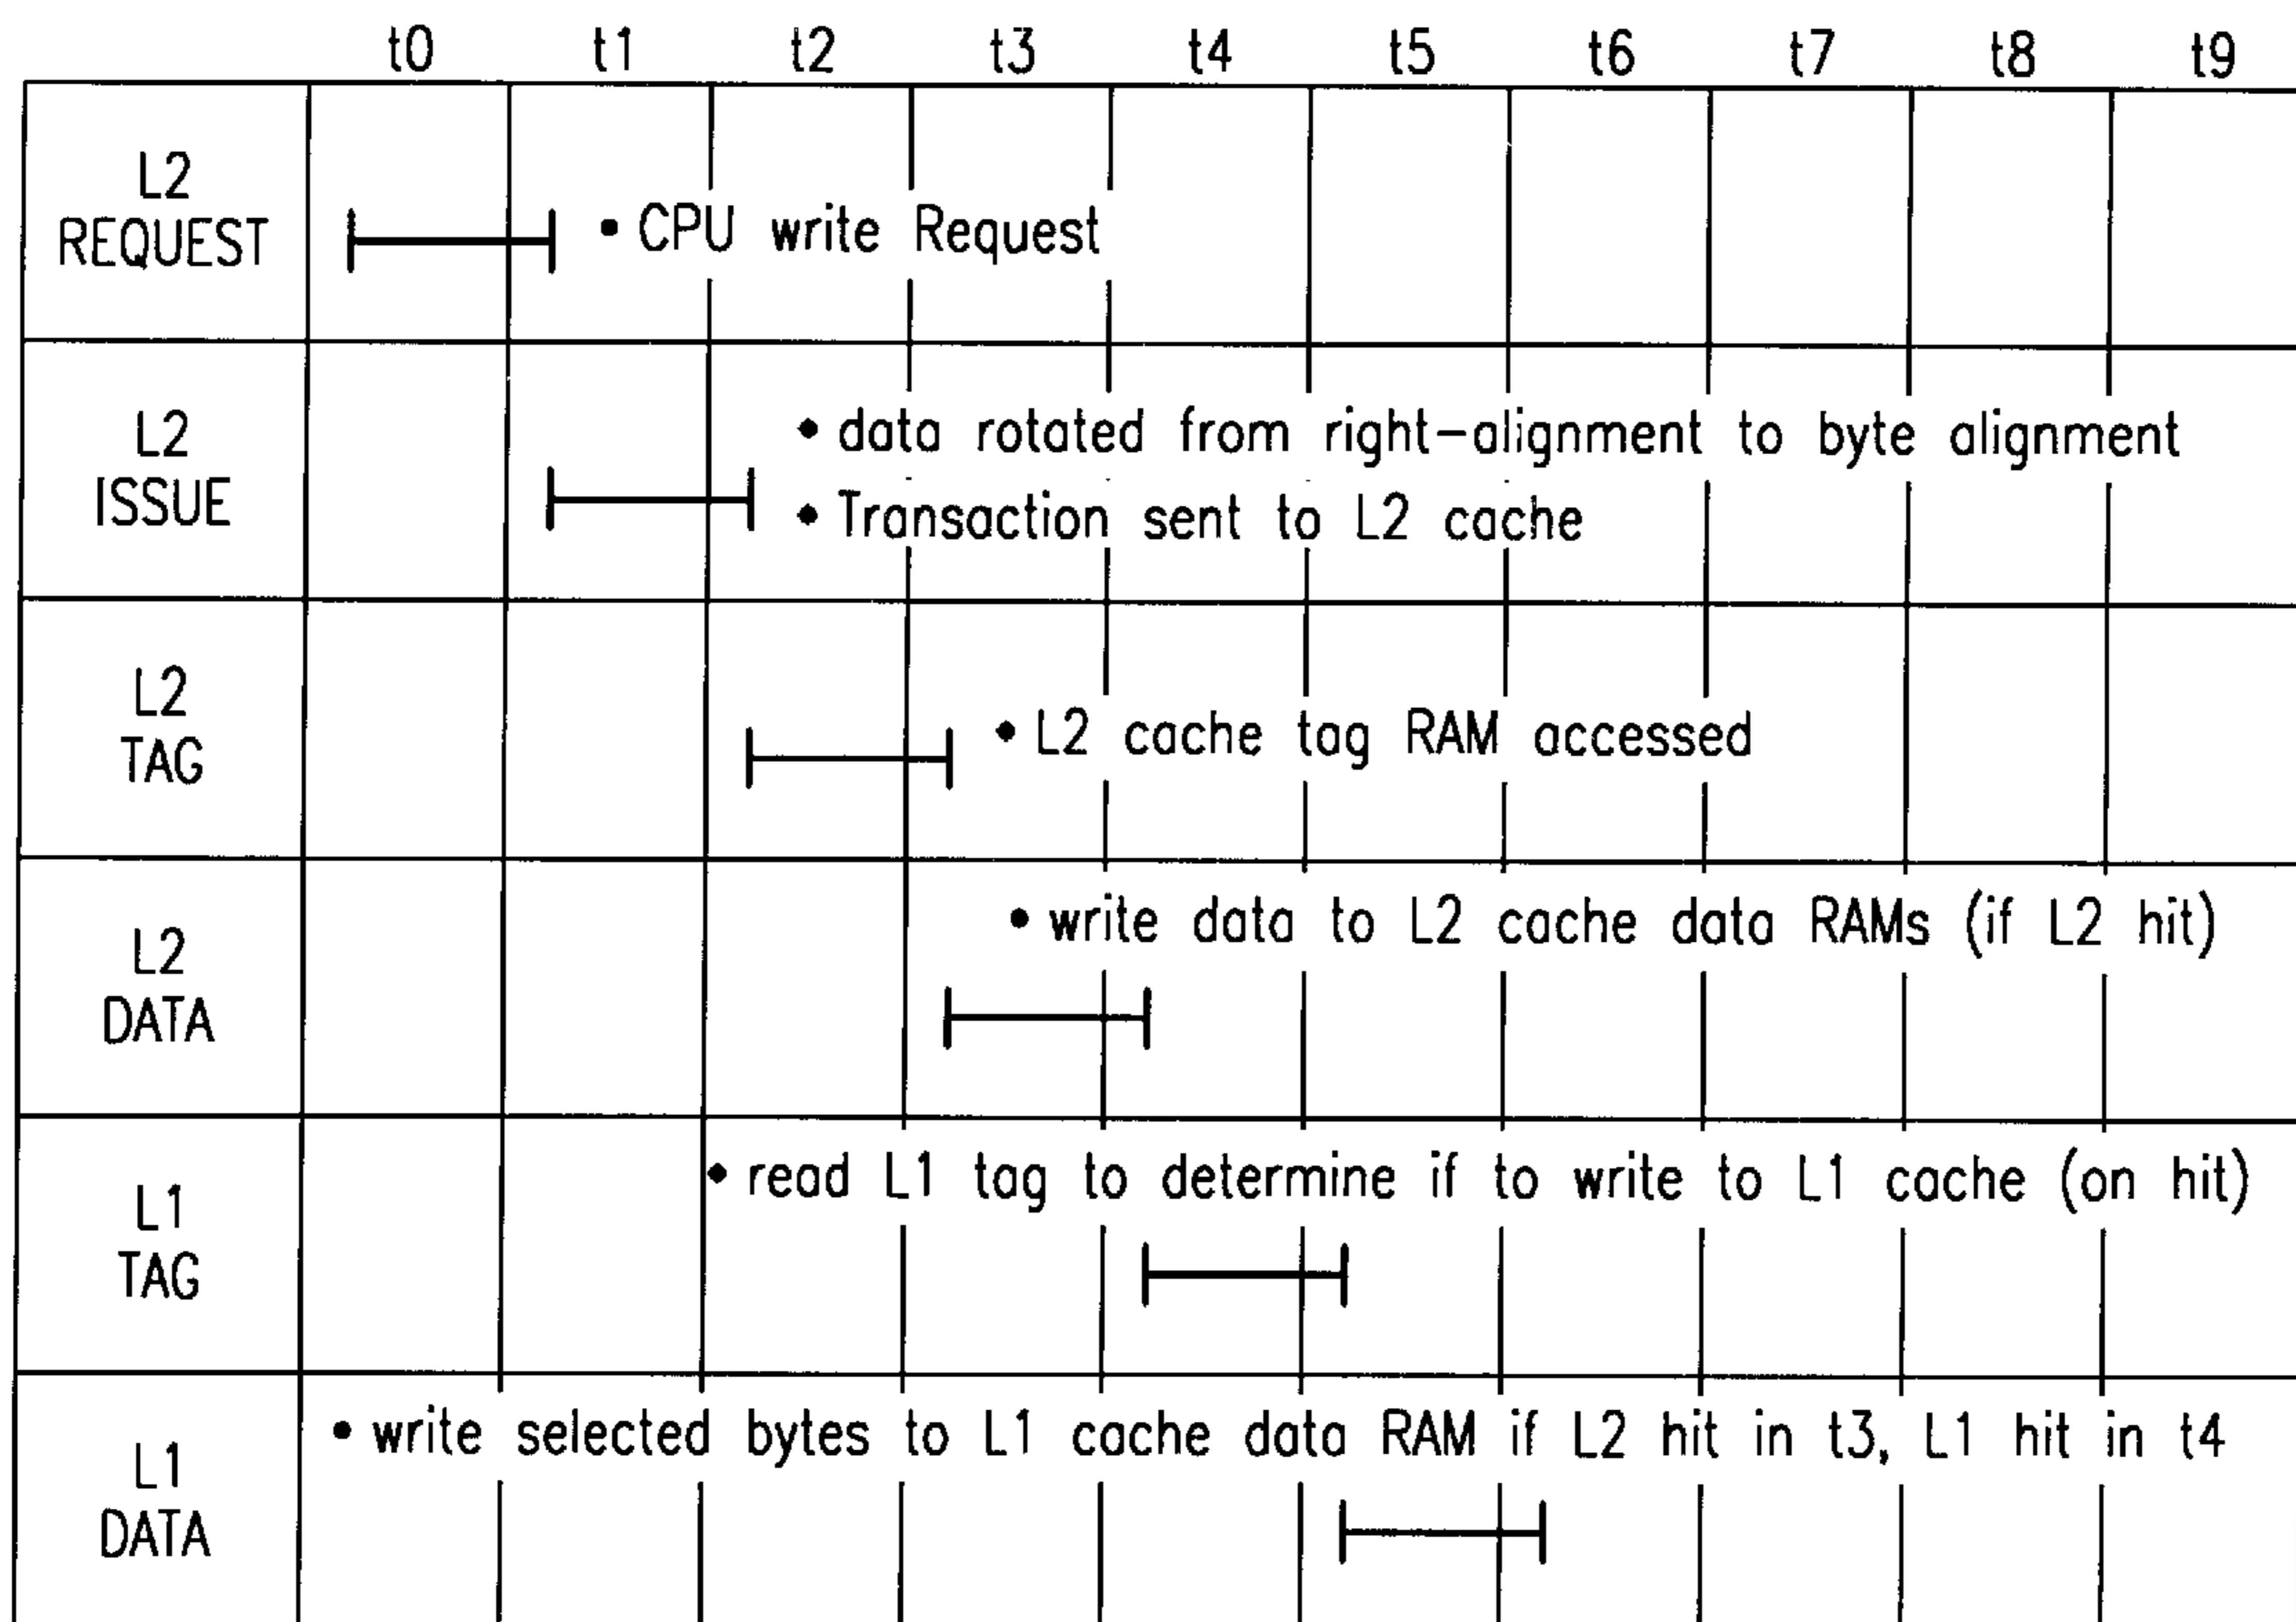 t0 t1 t2 t3 t4 t5 t6 t7 t8 t9
L2
REQUEST
• CPU write Request
L2
ISSUE
• data rotated from right-alignment to byte alignment
• Transaction sent to L2 cache
L2
TAG
• L2 cache tag RAM accessed
L2
DATA
• write data to L2 cache data RAMs (if L2 hit)
L1
TAG
• read L1 tag to determine if to write to L1 cache (on hit)
L1
DATA
• write selected bytes to L1 cache data RAM if L2 hit in t3, L1 hit in t4